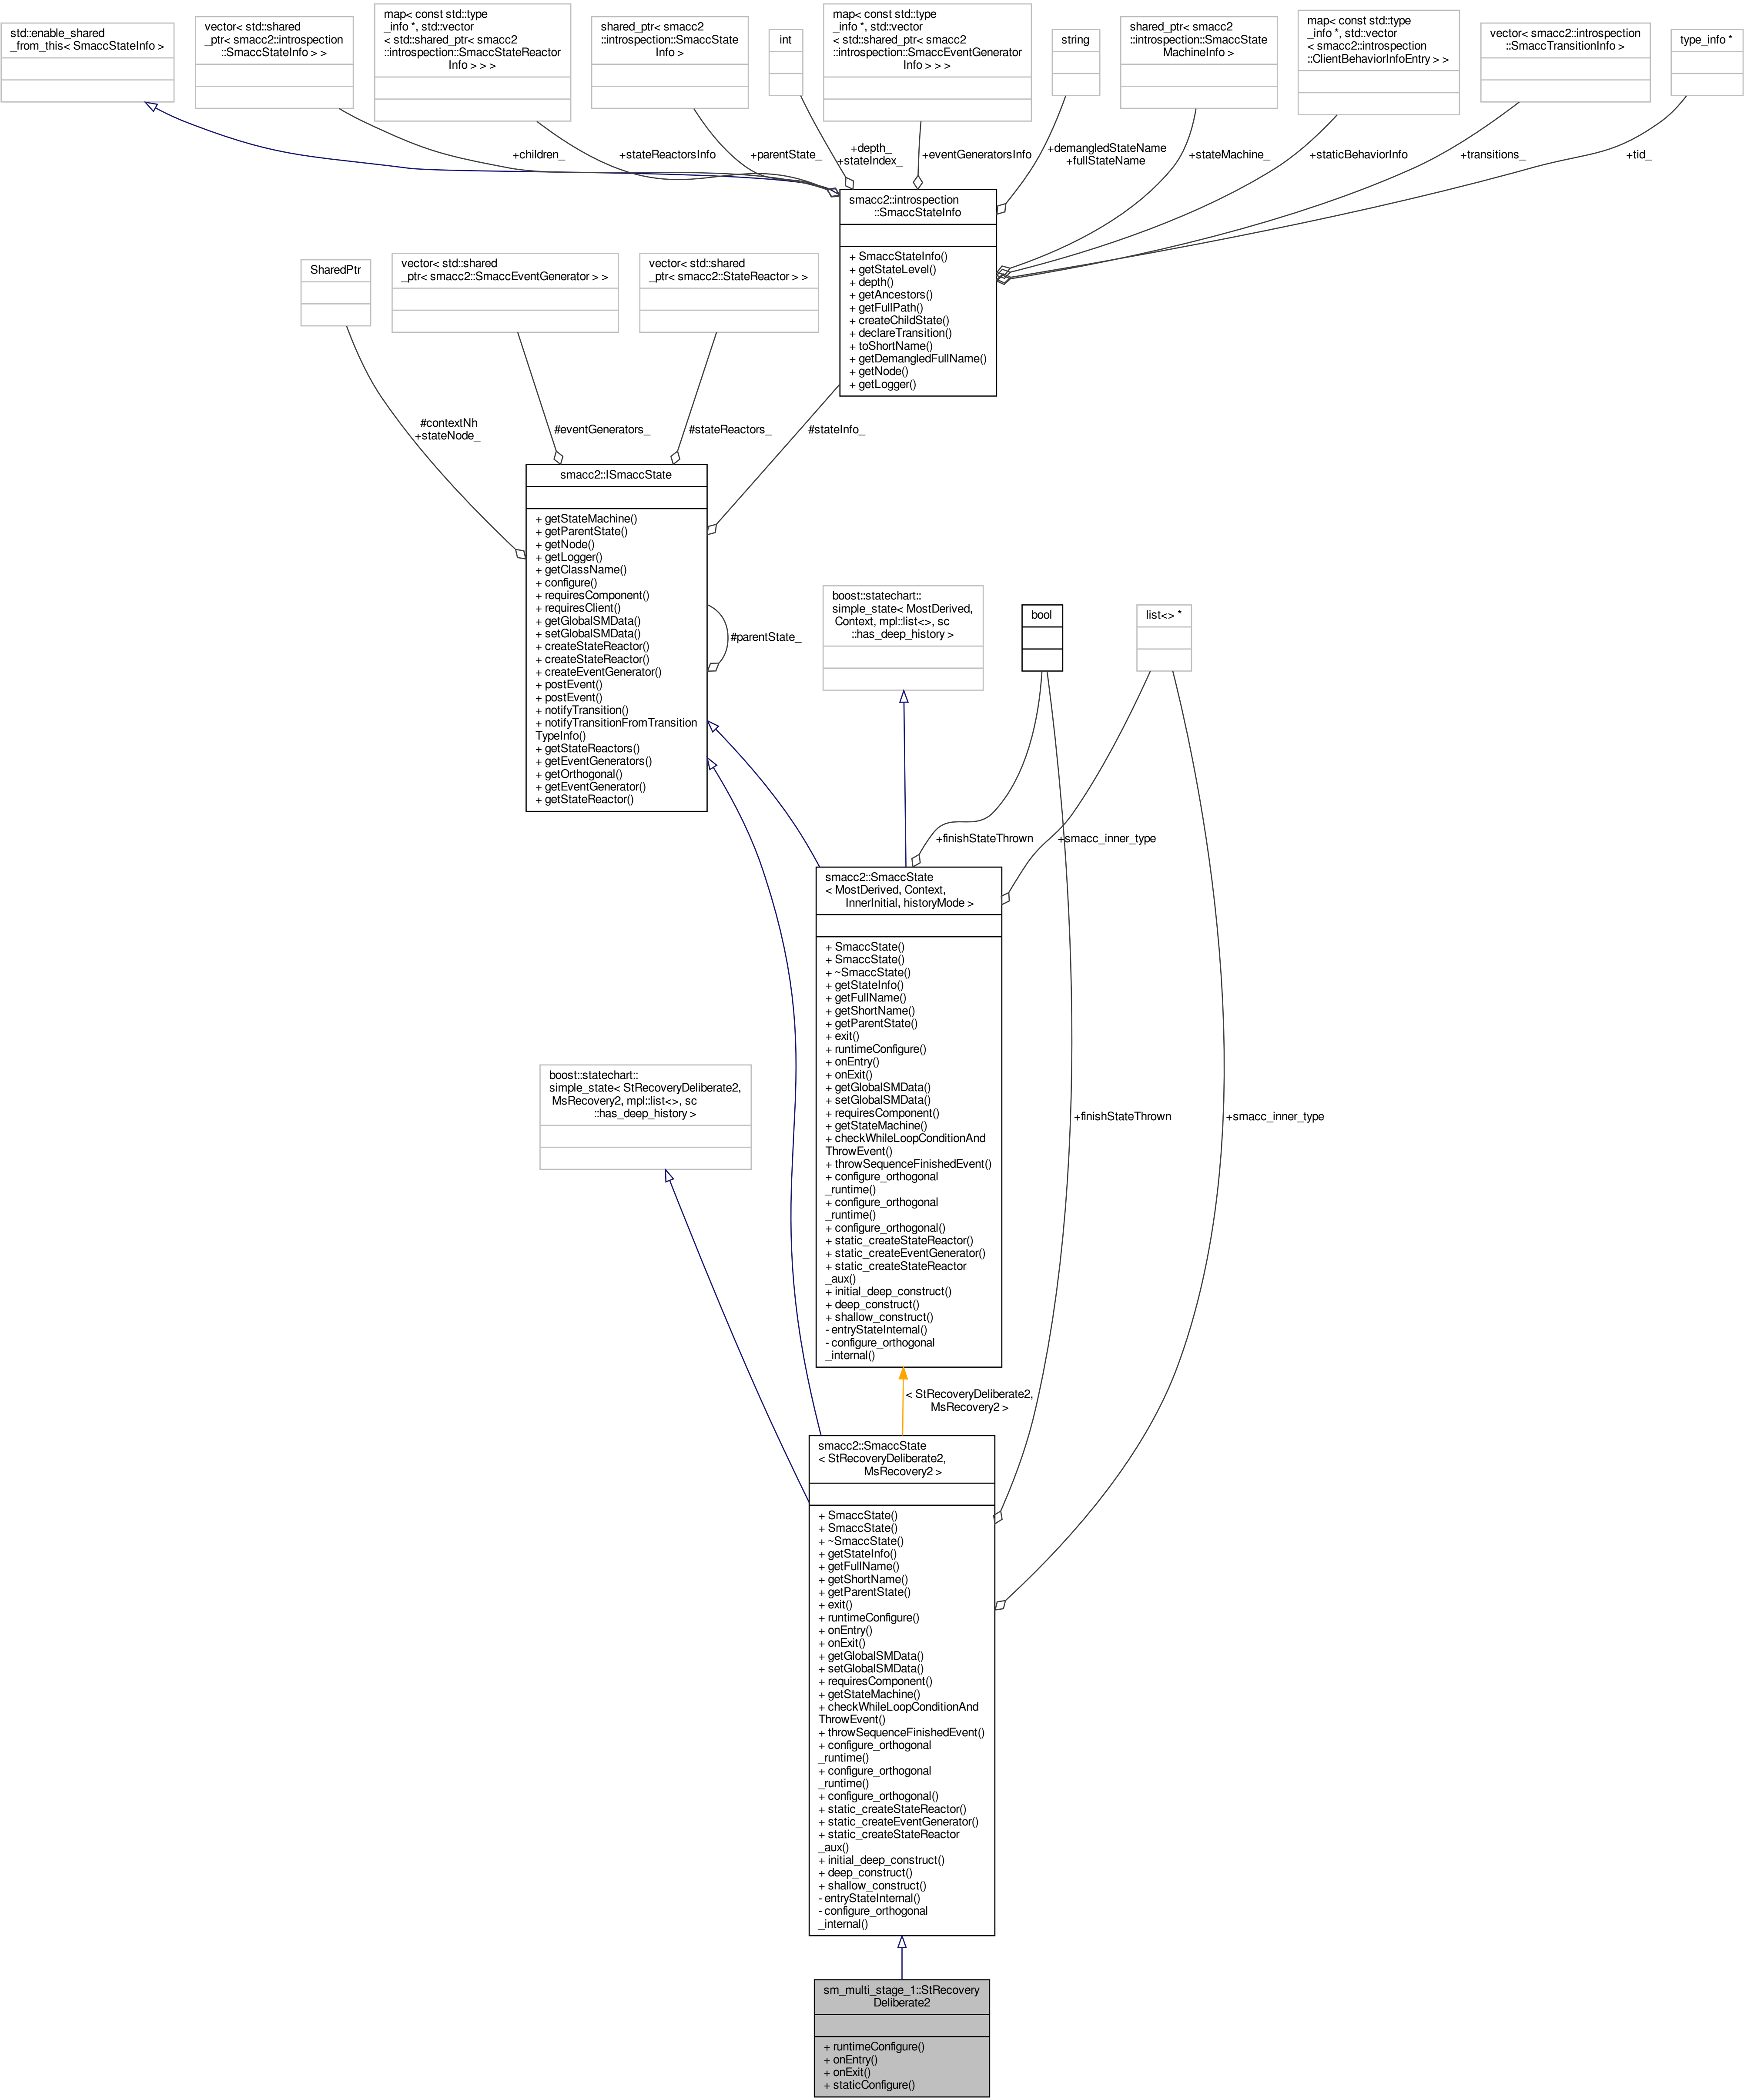 std::enable_shared
_from_this< SmaccStateInfo >
vector< std::shared
_ptr< smacc2::introspection
::SmaccStateInfo > >
map< const std::type
_info *, std::vector
< std::shared_ptr< smacc2
::introspection::SmaccStateReactor
Info > > >
shared_ptr< smacc2
::introspection::SmaccState
Info >
int
map< const std::type
_info *, std::vector
< std::shared_ptr< smacc2
::introspection::SmaccEventGenerator
Info > > >
string
shared_ptr< smacc2
::introspection::SmaccState
MachineInfo >
map< const std::type
_info *, std::vector
< smacc2::introspection
::ClientBehaviorInfoEntry > >
vector< smacc2::introspection
::SmaccTransitionInfo >
type_info *
+children_
+stateReactorsInfo
+parentState_
+depth_
+stateIndex_
+eventGeneratorsInfo
+demangledStateName
+fullStateName
+stateMachine_
+staticBehaviorInfo
+transitions_
+tid_
smacc2::introspection
::SmaccStateInfo
+ SmaccStateInfo()
+ getStateLevel()
+ depth()
+ getAncestors()
+ getFullPath()
+ createChildState()
+ declareTransition()
+ toShortName()
+ getDemangledFullName()
+ getNode()
+ getLogger()
SharedPtr
vector< std::shared
_ptr< smacc2::SmaccEventGenerator > >
vector< std::shared
_ptr< smacc2::StateReactor > >
#contextNh
+stateNode_
#eventGenerators_
#stateReactors_
#stateInfo_
smacc2::ISmaccState
+ getStateMachine()
+ getParentState()
+ getNode()
+ getLogger()
+ getClassName()
+ configure()
+ requiresComponent()
+ requiresClient()
+ getGlobalSMData()
+ setGlobalSMData()
+ createStateReactor()
+ createStateReactor()
+ createEventGenerator()
+ postEvent()
+ postEvent()
+ notifyTransition()
+ notifyTransitionFromTransition
TypeInfo()
+ getStateReactors()
+ getEventGenerators()
+ getOrthogonal()
+ getEventGenerator()
+ getStateReactor()
#parentState_
boost::statechart::
simple_state< MostDerived,
Context, mpl::list<>, sc
::has_deep_history >
bool
list<> *
+finishStateThrown
+smacc_inner_type
smacc2::SmaccState
< MostDerived, Context,
InnerInitial, historyMode >
+ SmaccState()
+ SmaccState()
+ ~SmaccState()
+ getStateInfo()
+ getFullName()
+ getShortName()
+ getParentState()
+ exit()
+ runtimeConfigure()
+ onEntry()
+ onExit()
+ getGlobalSMData()
+ setGlobalSMData()
+ requiresComponent()
+ getStateMachine()
+ checkWhileLoopConditionAnd
ThrowEvent()
+ throwSequenceFinishedEvent()
+ configure_orthogonal
_runtime()
+ configure_orthogonal
_runtime()
+ configure_orthogonal()
+ static_createStateReactor()
+ static_createEventGenerator()
+ static_createStateReactor
_aux()
+ initial_deep_construct()
+ deep_construct()
+ shallow_construct()
- entryStateInternal()
- configure_orthogonal
_internal()
boost::statechart::
simple_state< StRecoveryDeliberate2,
MsRecovery2, mpl::list<>, sc
::has_deep_history >
+finishStateThrown
+smacc_inner_type
< StRecoveryDeliberate2,
MsRecovery2 >
smacc2::SmaccState
< StRecoveryDeliberate2,
MsRecovery2 >
+ SmaccState()
+ SmaccState()
+ ~SmaccState()
+ getStateInfo()
+ getFullName()
+ getShortName()
+ getParentState()
+ exit()
+ runtimeConfigure()
+ onEntry()
+ onExit()
+ getGlobalSMData()
+ setGlobalSMData()
+ requiresComponent()
+ getStateMachine()
+ checkWhileLoopConditionAnd
ThrowEvent()
+ throwSequenceFinishedEvent()
+ configure_orthogonal
_runtime()
+ configure_orthogonal
_runtime()
+ configure_orthogonal()
+ static_createStateReactor()
+ static_createEventGenerator()
+ static_createStateReactor
_aux()
+ initial_deep_construct()
+ deep_construct()
+ shallow_construct()
- entryStateInternal()
- configure_orthogonal
_internal()
sm_multi_stage_1::StRecovery
Deliberate2
+ runtimeConfigure()
+ onEntry()
+ onExit()
+ staticConfigure()